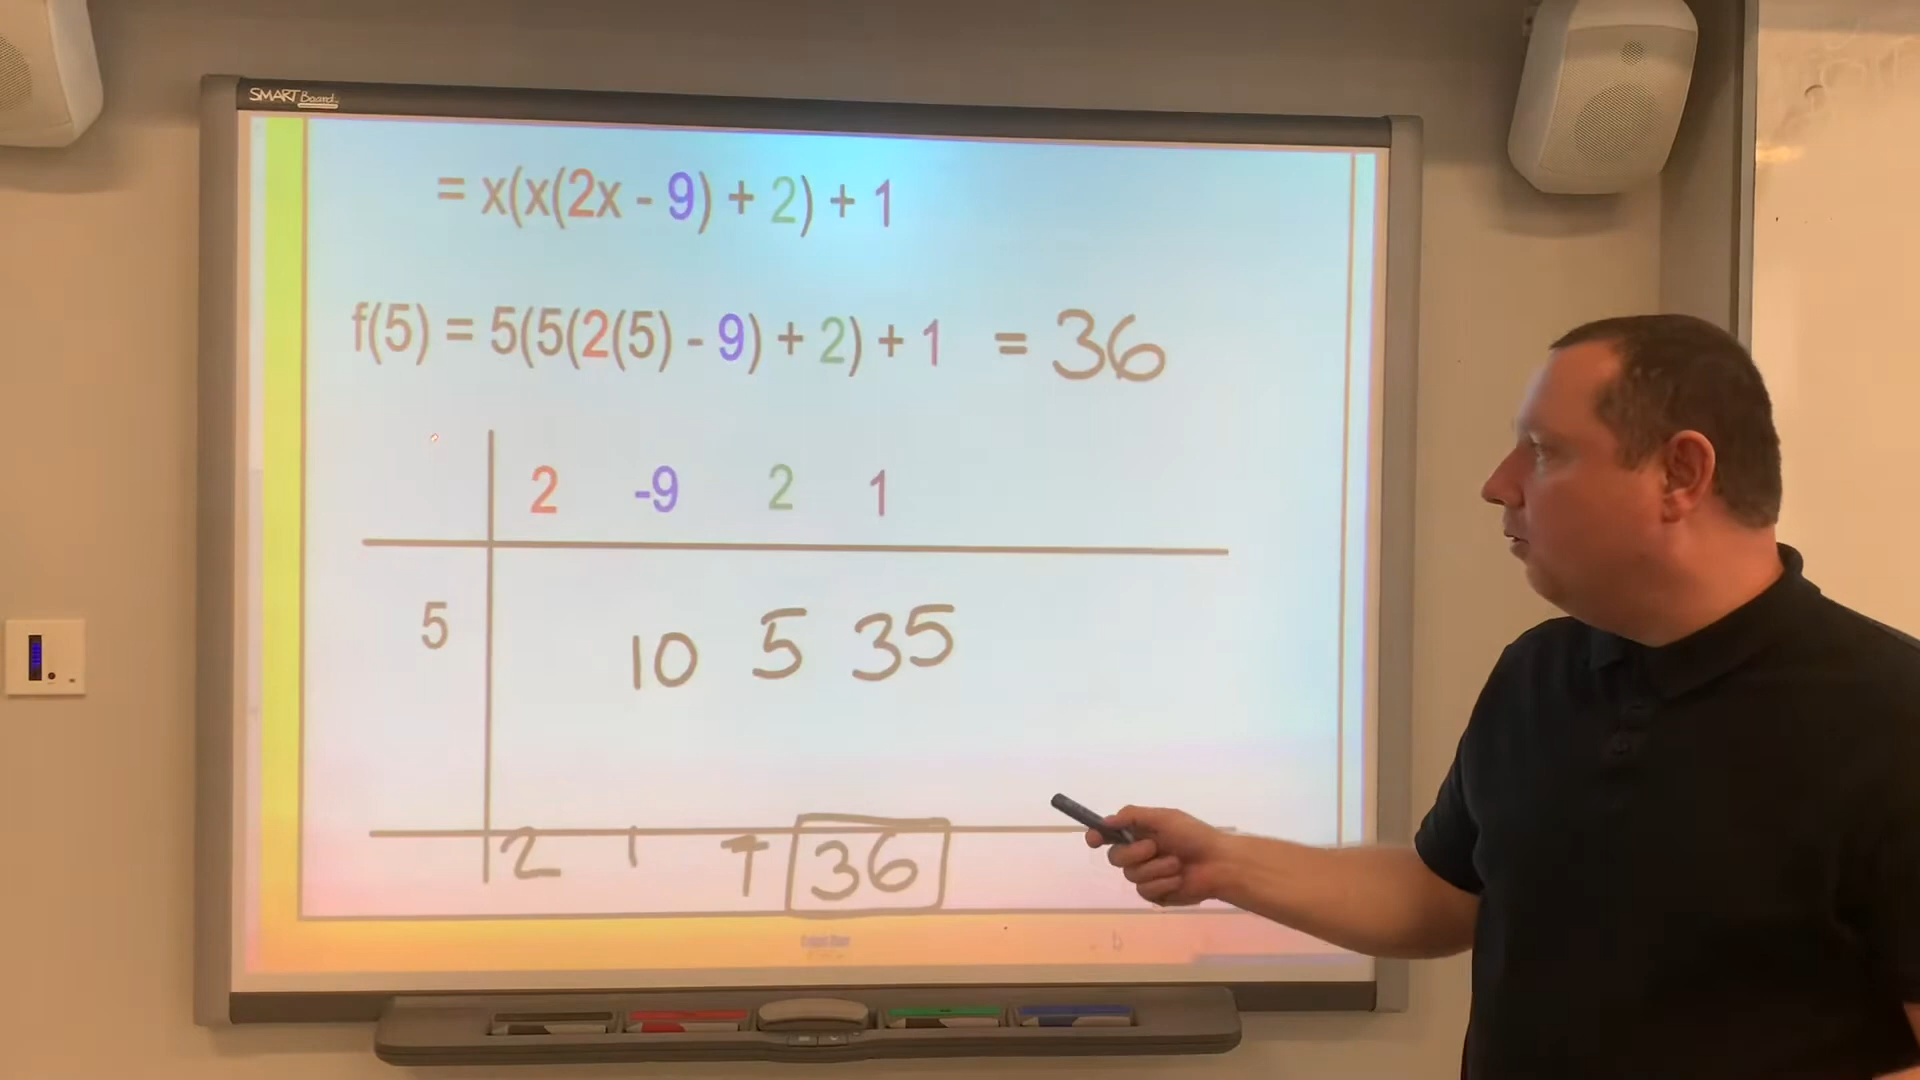 SMART Board
= x(x(2x - 9) + 2) + 1
f(5) = 5(5(2(5) - 9) + 2) + 1 = 36
2 -9 2 1
5 10 5 35
2 1 7 36